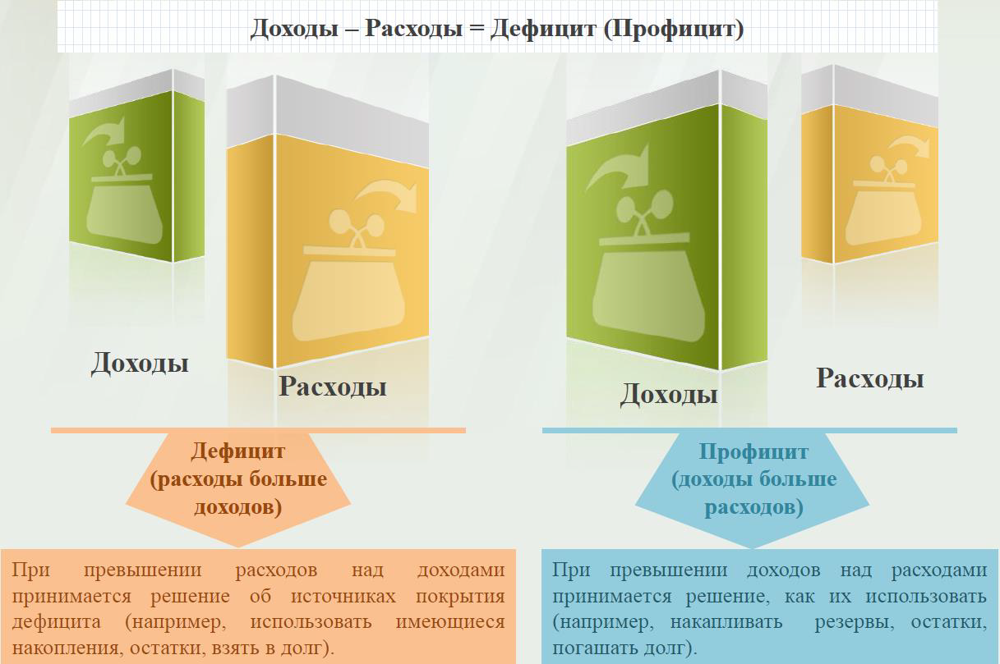 Доходы – Расходы = Дефицит (Профицит)
Доходы
Расходы
Доходы
Расходы
Дефицит
(расходы больше
доходов)
Профицит
(доходы больше
расходов)
При превышении расходов над доходами
принимается решение об источниках покрытия
дефицита (например, использовать имеющиеся
накопления, остатки, взять в долг).
При превышении доходов над расходами
принимается решение, как их использовать
(например, накапливать резервы, остатки,
погашать долг).